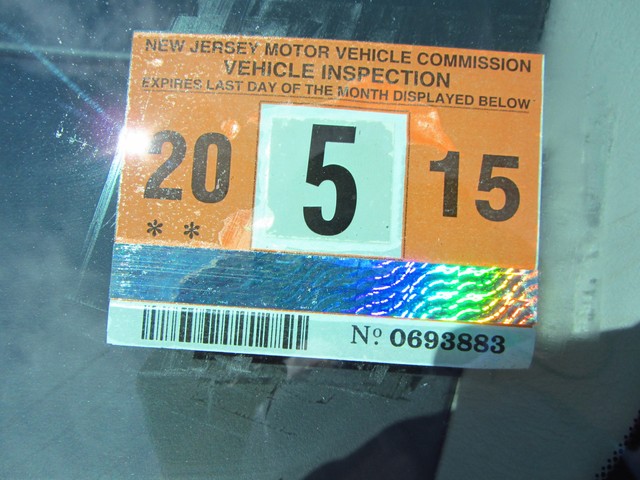 NEW JERSEY MOTOR VEHICLE COMMISSION
VEHICLE INSPECTION
EXPIRES LAST DAY OF THE MONTH DISPLAYED BELOW
20 5 15
**
Nº. 0693883